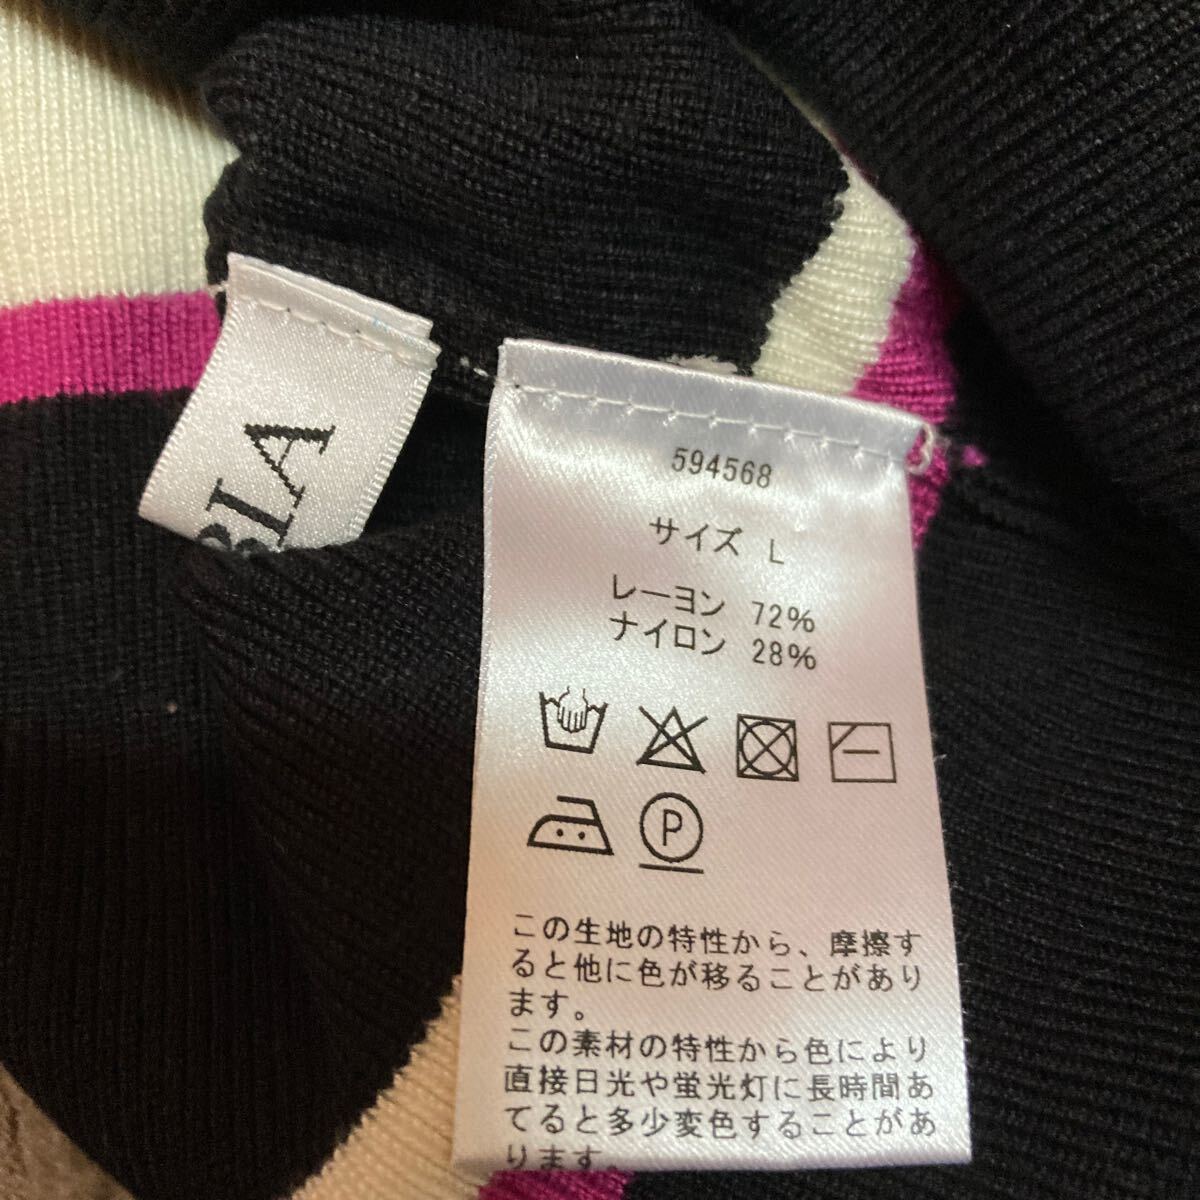 BIA
594568
サイズ L
レーヨン 72%
ナイロン 28%
P
この生地の特性から、摩擦す
ると他に色が移ることがあり
ます。
この素材の特性から色により
直接日光や蛍光灯に長時間あ
てると多少変色することがあ
ります。